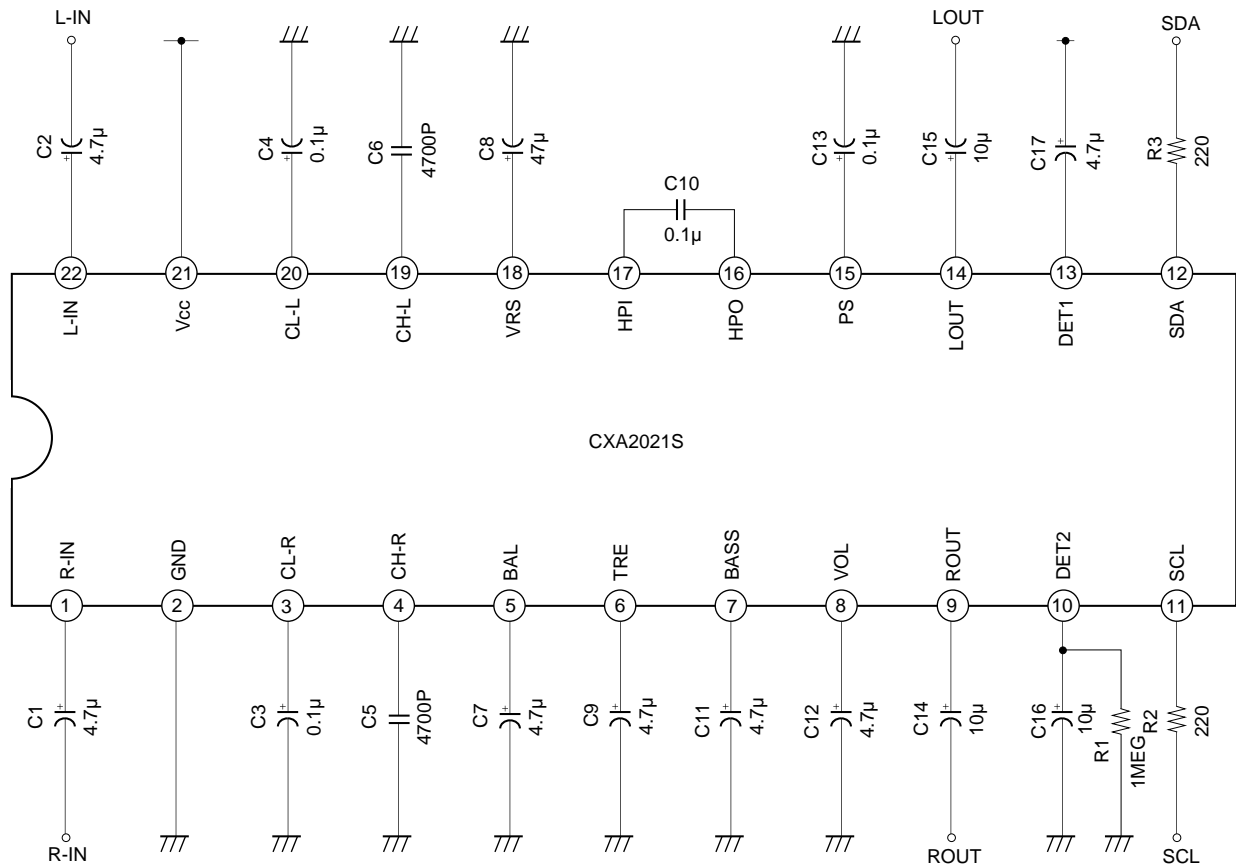 L-IN
LOUT
SDA
C2
4.7μ
+
C4
0.1μ
+
C6
4700P
C8
47μ
+
C10
0.1μ
C13
0.1μ
+
C15
10μ
+
C17
4.7μ
+
R3
220
22
21
20
19
18
17
16
15
14
13
12
L-IN
Vcc
CL-L
CH-L
VRS
HPI
HPO
PS
LOUT
DET1
SDA
CXA2021S
R-IN
GND
CL-R
CH-R
BAL
TRE
BASS
VOL
ROUT
DET2
SCL
1
2
3
4
5
6
7
8
9
10
11
C1
4.7μ
+
C3
0.1μ
+
C5
4700P
C7
4.7μ
+
C9
4.7μ
+
C11
4.7μ
+
C12
4.7μ
+
C14
10μ
+
C16
10μ
+
R1
1MEG
R2
220
R-IN
ROUT
SCL